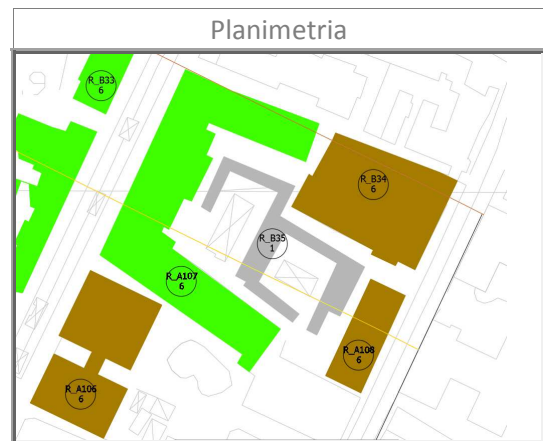 Planimetria
R_B33
6
R_B34
6
R_B35
1
R_A107
6
R_A108
6
R_A106
6